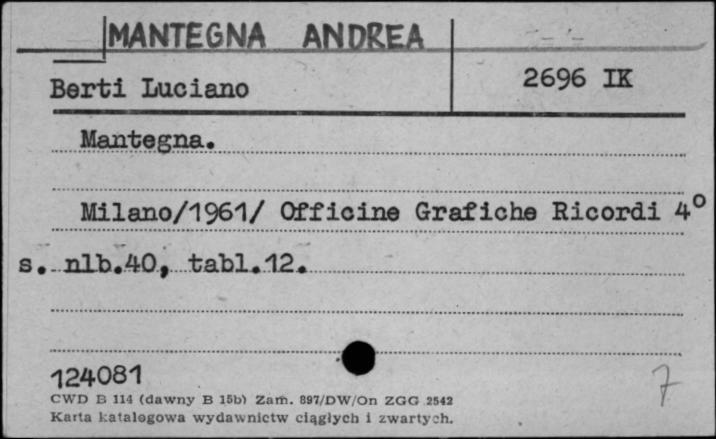 MANTEGNA ANDREA
Berti Luciano
2696 IK
Mantegna.
Milano/1961/ Officine Grafiche Ricordi 4°
s. nlb.40, tabl.12.
124081
7
CWD B 114 (dawny B 15b) Zam. 897/DW/On ZGG 2542
Karta katalogowa wydawnictw ciągłych i zwartych.